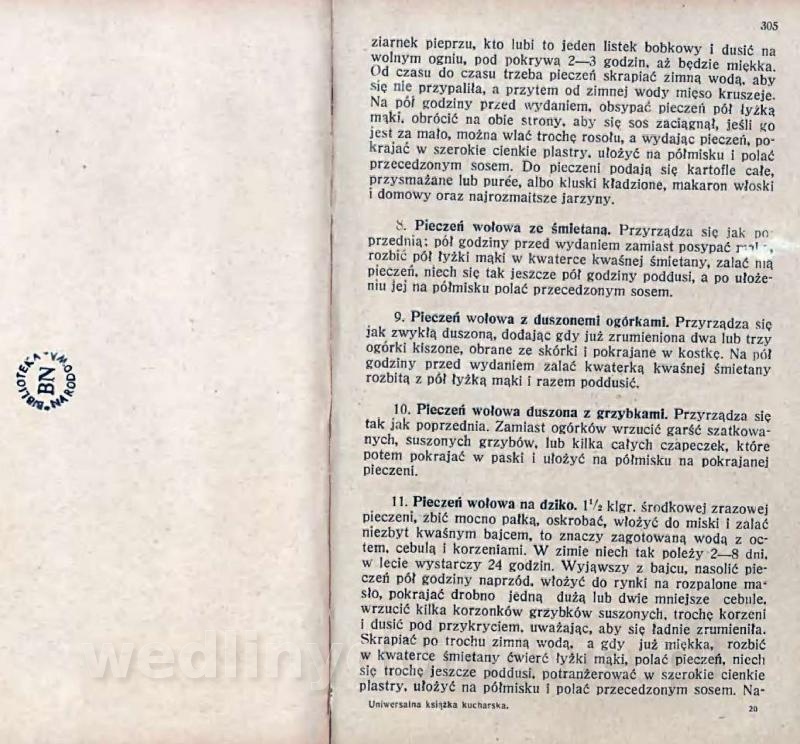 305
ziarnek pieprzu, kto lubi to jeden listek bobkowy i dusić na
wolnym ogniu, pod pokrywą 2—3 godzin, aż będzie miękka.
Od czasu do czasu trzeba pieczeń skrapiać zimną wodą, aby
się nie przypaliła, a przytem od zimnej wody mięso kruszeje.
Na pół godziny przed wydaniem, obsypać pieczeń pół łyżką
mąki, obrócić na obie strony, aby się sos zaciągnął, jeśli go
jest za mało, można wlać trochę rosołu, a wydając pieczeń, po-
krajać w szerokie cienkie plastry, ułożyć na półmisku i polać
przecedzonym sosem. Do pieczeni podają się kartofle całe,
przysmażane lub purée, albo kluski kładzione, makaron włoski
i domowy oraz najrozmaitsze jarzyny.
8. Pieczeń wołowa ze śmietaną. Przyrządza się jak po
przednią; pół godziny przed wydaniem zamiast posypać
rozbić pół łyżki mąki w kwaterce kwaśnej śmietany, zalać nią
pieczeń, niech się tak jeszcze pół godziny poddusi, a po ułoże-
niu jej na półmisku polać przecedzonym sosem.
9. Pieczeń wołowa z duszonemi ogórkami. Przyrządza się
jak zwykłą duszoną, dodając gdy już zrumieniona dwa lub trzy
ogórki kiszone, obrane ze skórki i pokrajane w kostkę. Na pół
godziny przed wydaniem zalać kwaterką kwaśnej śmietany
rozbitą z pół łyżką mąki i razem poddusić.
10. Pieczeń wołowa duszona z grzybkami. Przyrządza się
tak jak poprzednia. Zamiast ogórków wrzucić garść szatkowa-
nych, suszonych grzybów, lub kilka całych czapeczek, które
potem pokrajać w paski i ułożyć na półmisku na pokrajanej
pieczeni.
11. Pieczeń wołowa na dziko. 1½ klgr. środkowej zrazowej
pieczeni, zbić mocno pałką, oskrobać, włożyć do miski i zalać
niezbyt kwaśnym bajcem, to znaczy zagotowaną wodą z oc-
tem, cebulą i korzeniami. W zimie niech tak poleży 2—8 dni,
w lecie wystarczy 24 godzin. Wyjąwszy z bajcu, nasolić pie-
czeń pół godziny naprzód, włożyć do rynki na rozpalone ma-
sło, pokrajać drobno jedną dużą lub dwie mniejsze cebule,
wrzucić kilka korzonków grzybków suszonych, trochę korzeni
i dusić pod przykryciem, uważając, aby się ładnie zrumieniła.
Skrapiać po trochu zimną wodą, a gdy już miękka, rozbić
w kwaterce śmietany ćwierć łyżki mąki, polać pieczeń, niech
się trochę jeszcze poddusi, potranżerować w szerokie cienkie
plastry, ułożyć na półmisku i polać przecedzonym sosem. Na-
Uniwersalna książka kucharska. 20
BIBLIOTEKA NARODOWA
BN
wedliny